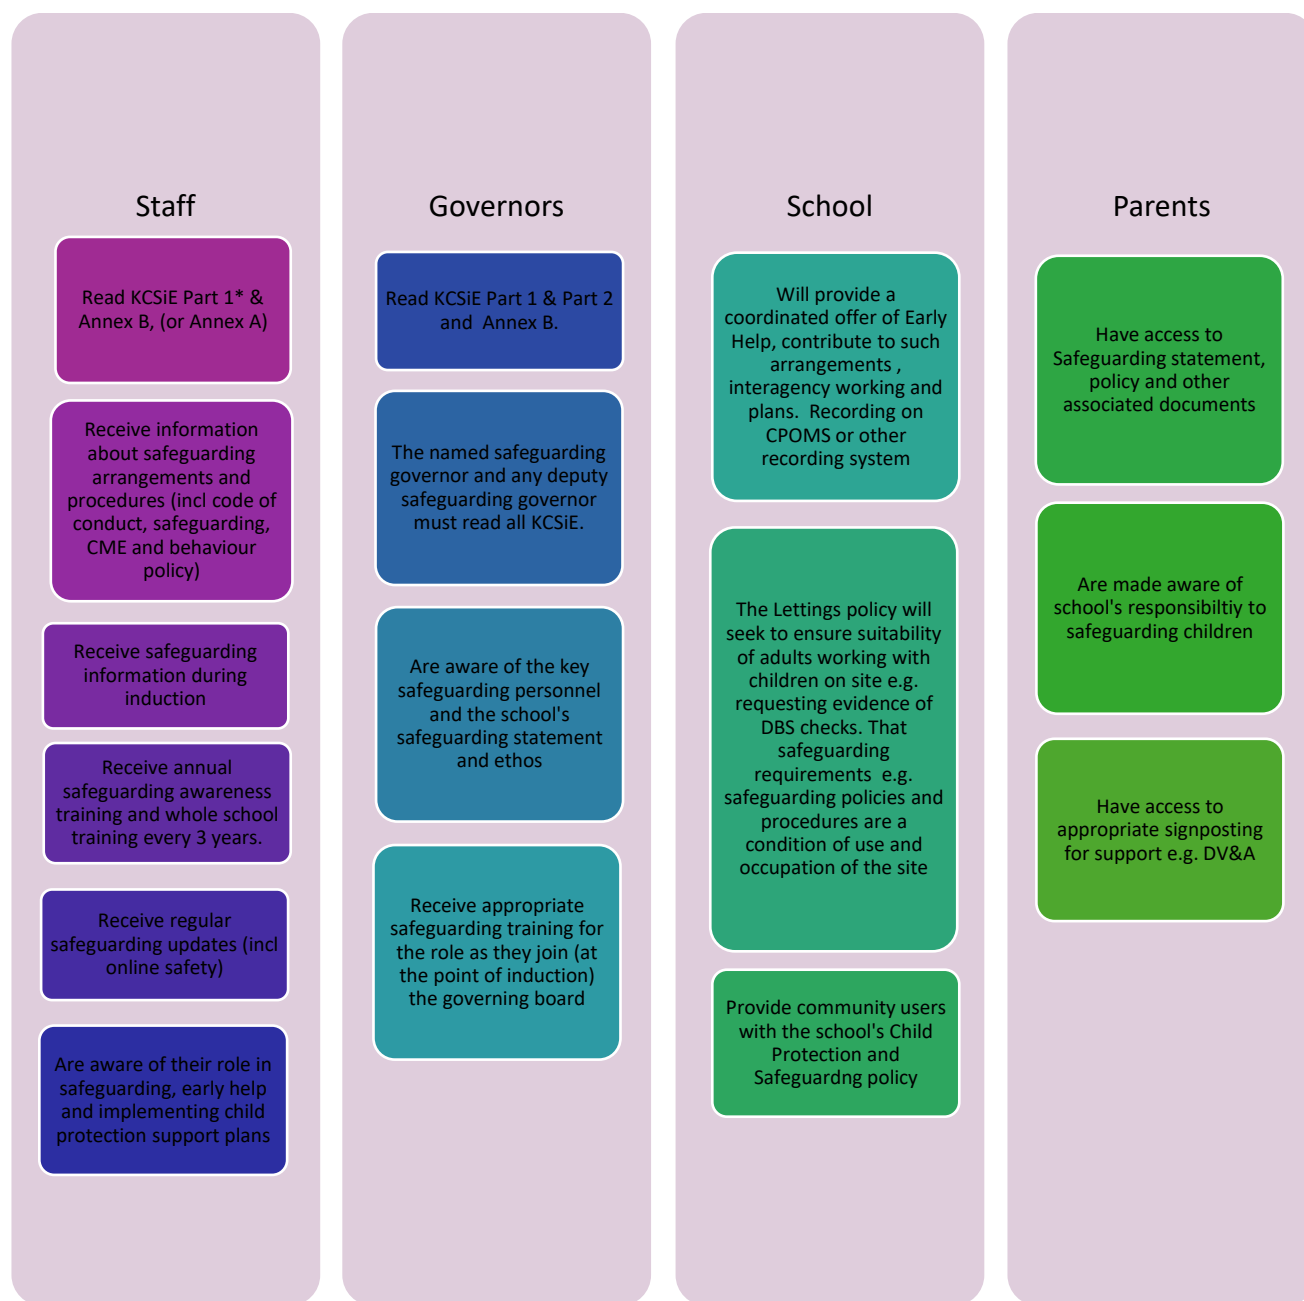 Staff
Read KCSiE Part 1* &
Annex B, (or Annex A)
Receive information
about safeguarding
arrangements and
procedures (incl code of
conduct, safeguarding,
CME and behaviour
policy)
Receive safeguarding
information during
induction
Receive annual
safeguarding awareness
training and whole school
training every 3 years.
Receive regular
safeguarding updates (incl
online safety)
Are aware of their role in
safeguarding, early help
and implementing child
protection support plans
Governors
Read KCSiE Part 1 & Part 2
and Annex B.
The named safeguarding
governor and any deputy
safeguarding governor
must read all KCSiE.
Are aware of the key
safeguarding personnel
and the school's
safeguarding statement
and ethos
Receive appropriate
safeguarding training for
the role as they join (at
the point of induction)
the governing board
School
Will provide a
coordinated offer of Early
Help, contribute to such
arrangements ,
interagency working and
plans. Recording on
CPOMS or other
recording system
The Lettings policy will
seek to ensure suitability
of adults working with
children on site e.g.
requesting evidence of
DBS checks. That
safeguarding
requirements e.g.
safeguarding policies and
procedures are a
condition of use and
occupation of the site
Provide community users
with the school's Child
Protection and
Safeguardng policy
Parents
Have access to
Safeguarding statement,
policy and other
associated documents
Are made aware of
school's responsibiltiy to
safeguarding children
Have access to
appropriate signposting
for support e.g. DV&A